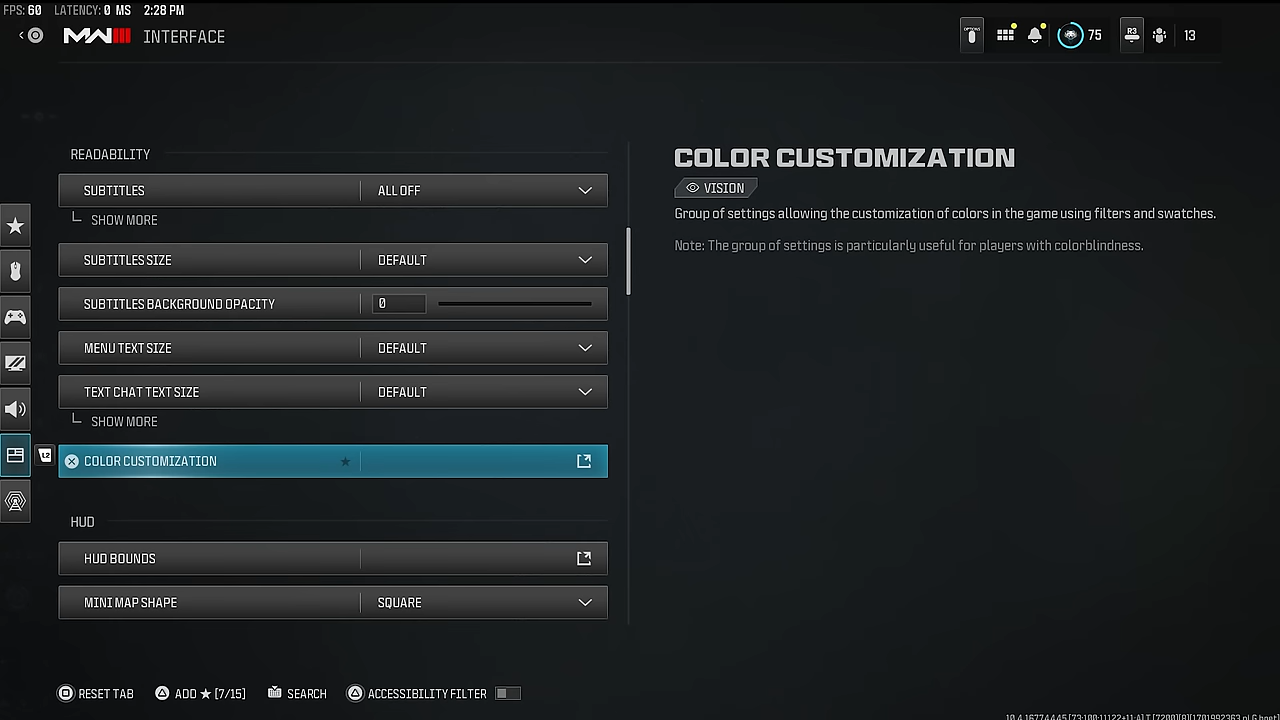 FPS: 60 LATENCY: 0 MS 2:28 PM
MWIII INTERFACE
OPTIONS
75
R3
13
READABILITY
SUBTITLES ALL OFF
SHOW MORE
SUBTITLES SIZE DEFAULT
SUBTITLES BACKGROUND OPACITY 0
MENU TEXT SIZE DEFAULT
TEXT CHAT TEXT SIZE DEFAULT
SHOW MORE
L2
COLOR CUSTOMIZATION
HUD
HUD BOUNDS
MINI MAP SHAPE SQUARE
COLOR CUSTOMIZATION
VISION
Group of settings allowing the customization of colors in the game using filters and swatches.
Note: The group of settings is particularly useful for players with colorblindness.
RESET TAB ADD ★ [7/15] SEARCH ACCESSIBILITY FILTER